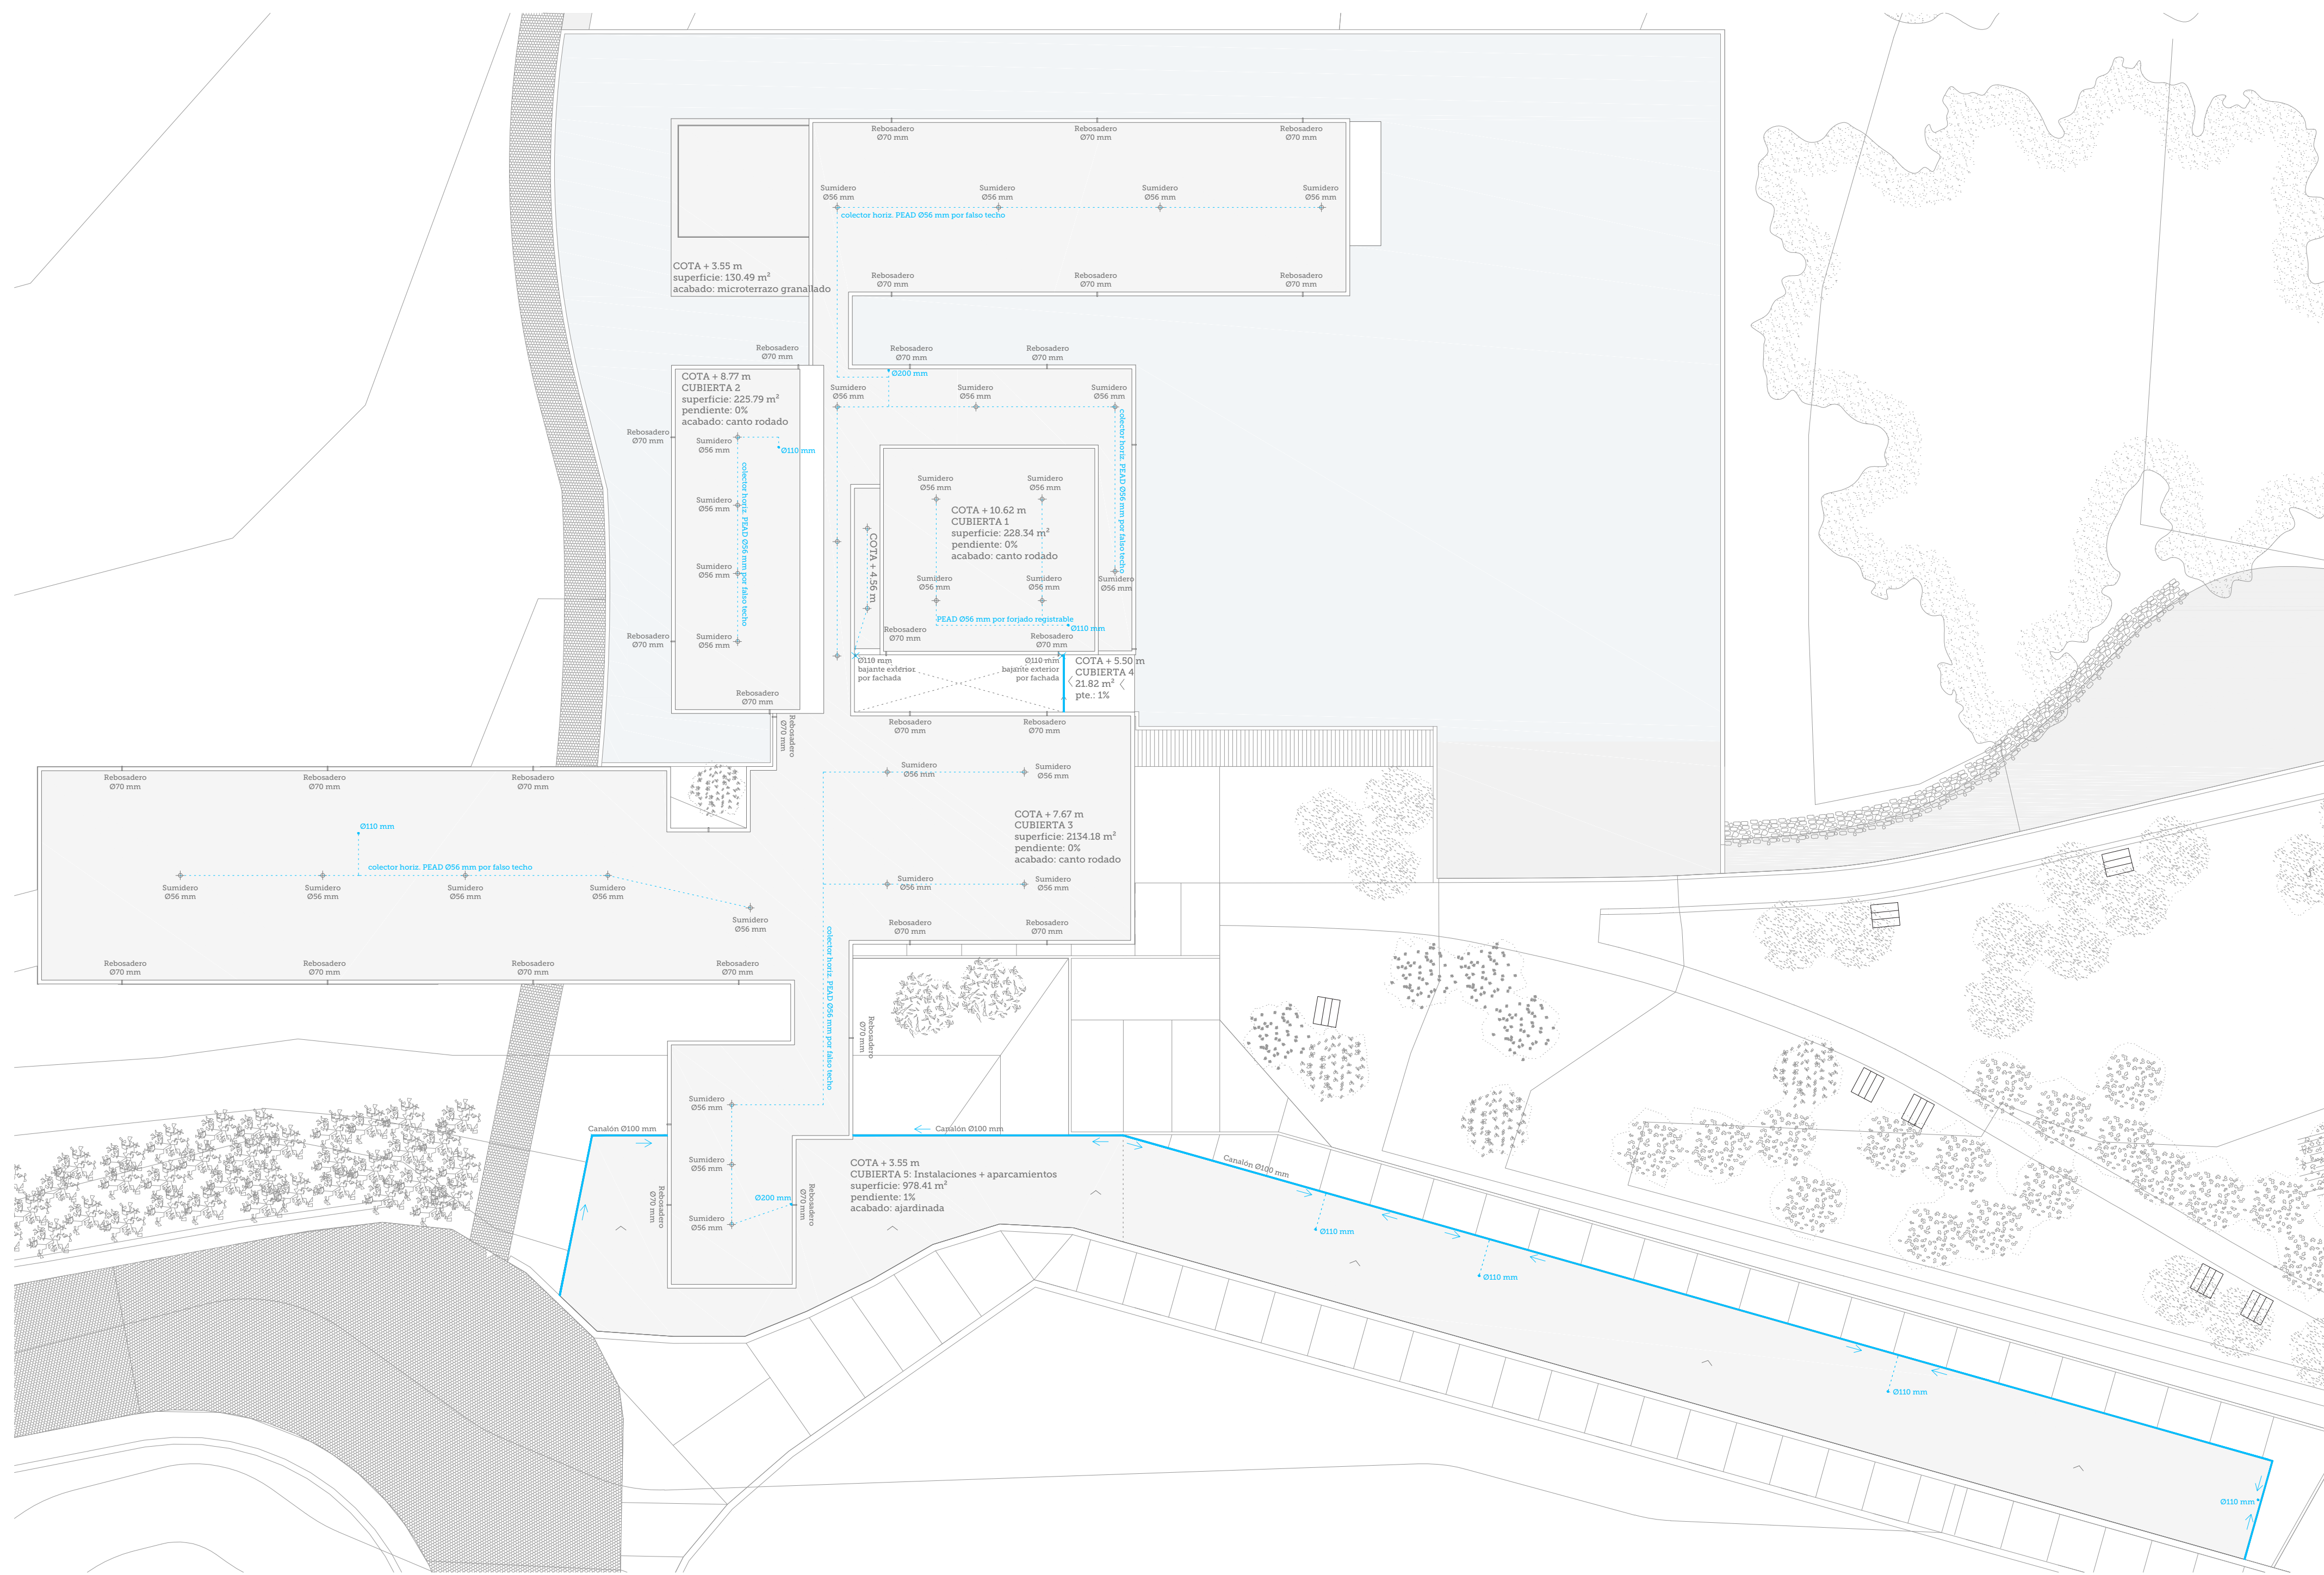 Rebosadero
Ø70 mm
Rebosadero
Ø70 mm
Rebosadero
Ø70 mm
Sumidero
Ø56 mm
Sumidero
Ø56 mm
Sumidero
Ø56 mm
Sumidero
Ø56 mm
colector horiz. PEAD Ø56 mm por falso techo
COTA + 3.55 m
superficie: 130.49 m²
acabado: microterrazo granallado
Rebosadero
Ø70 mm
Rebosadero
Ø70 mm
Rebosadero
Ø70 mm
Rebosadero
Ø70 mm
Rebosadero
Ø70 mm
Rebosadero
Ø70 mm
Ø200 mm
COTA + 8.77 m
CUBIERTA 2
superficie: 225.79 m²
pendiente: 0%
acabado: canto rodado
Sumidero
Ø56 mm
Sumidero
Ø56 mm
Sumidero
Ø56 mm
Rebosadero
Ø70 mm
Sumidero
Ø56 mm
Ø110 mm
colector horiz. PEAD Ø56 mm por falso techo
Sumidero
Ø56 mm
Sumidero
Ø56 mm
Rebosadero
Ø70 mm
Sumidero
Ø56 mm
Rebosadero
Ø70 mm
colector horiz. PEAD Ø56 mm por falso techo
Sumidero
Ø56 mm
Sumidero
Ø56 mm
Sumidero
Ø56 mm
COTA + 10.62 m
CUBIERTA 1
superficie: 228.34 m²
pendiente: 0%
acabado: canto rodado
COTA + 4.56 m
Sumidero
Ø56 mm
Sumidero
Ø56 mm
PEAD Ø56 mm por forjado registrable
Ø110 mm
Rebosadero
Ø70 mm
Rebosadero
Ø70 mm
Ø110 mm
bajante exterior
por fachada
Ø110 mm
bajante exterior
por fachada
COTA + 5.50 m
CUBIERTA 4
21.82 m²
pte.: 1%
Rebosadero
Ø70 mm
Rebosadero
Ø70 mm
Rebosadero
Ø70 mm
Sumidero
Ø56 mm
Sumidero
Ø56 mm
COTA + 7.67 m
CUBIERTA 3
superficie: 2134.18 m²
pendiente: 0%
acabado: canto rodado
Sumidero
Ø56 mm
Sumidero
Ø56 mm
Rebosadero
Ø70 mm
Rebosadero
Ø70 mm
Rebosadero
Ø70 mm
Rebosadero
Ø70 mm
Rebosadero
Ø70 mm
Ø110 mm
colector horiz. PEAD Ø56 mm por falso techo
Sumidero
Ø56 mm
Sumidero
Ø56 mm
Sumidero
Ø56 mm
Sumidero
Ø56 mm
Sumidero
Ø56 mm
Rebosadero
Ø70 mm
Rebosadero
Ø70 mm
Rebosadero
Ø70 mm
Rebosadero
Ø70 mm
colector horiz. PEAD Ø56 mm por falso techo
Rebosadero
Ø70 mm
Sumidero
Ø56 mm
Canalón Ø100 mm
Canalón Ø100 mm
Canalón Ø100 mm
Sumidero
Ø56 mm
Rebosadero
Ø70 mm
Sumidero
Ø56 mm
Ø200 mm
Rebosadero
Ø70 mm
COTA + 3.55 m
CUBIERTA 5: Instalaciones + aparcamientos
superficie: 978.41 m²
pendiente: 1%
acabado: ajardinada
Ø110 mm
Ø110 mm
Ø110 mm
Ø110 mm